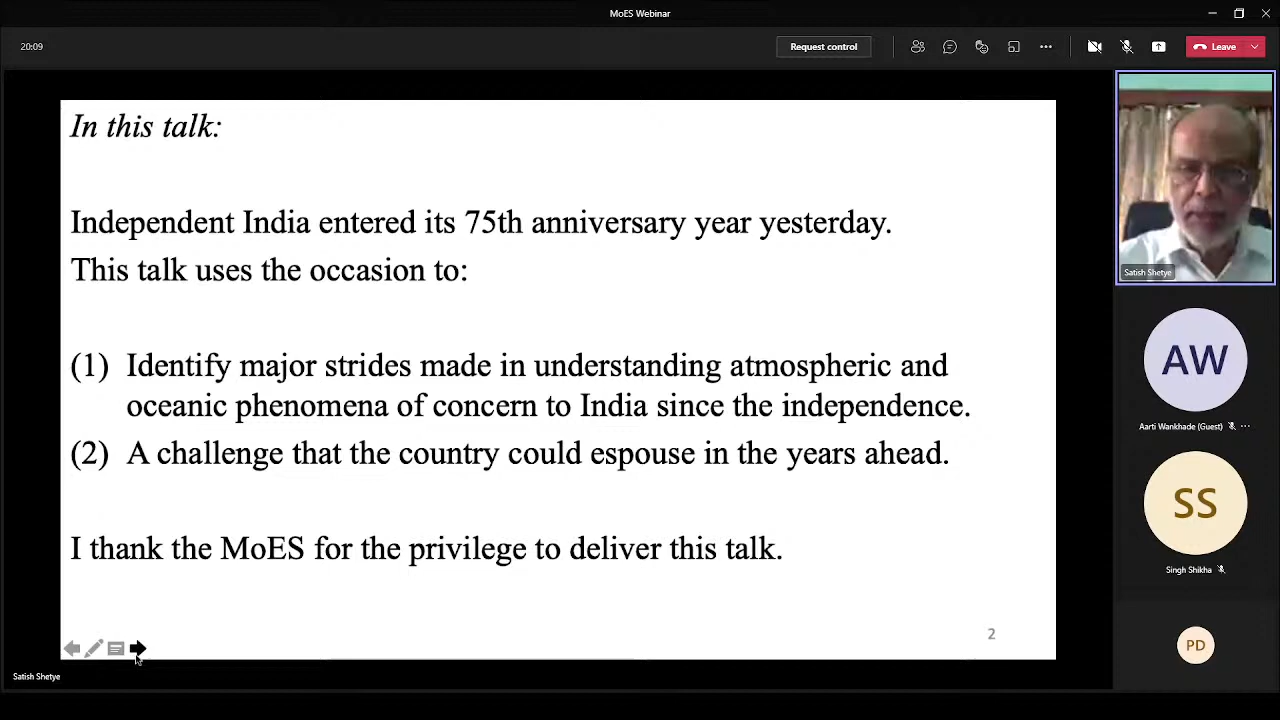 MoES Webinar
20:09
Request control
Leave
In this talk:
Independent India entered its 75th anniversary year yesterday.
This talk uses the occasion to:
(1) Identify major strides made in understanding atmospheric and
oceanic phenomena of concern to India since the independence.
(2) A challenge that the country could espouse in the years ahead.
I thank the MoES for the privilege to deliver this talk.
2
Satish Shetye
Satish Shetye
AW
Aarti Wankhade (Guest)
SS
Singh Shikha
PD